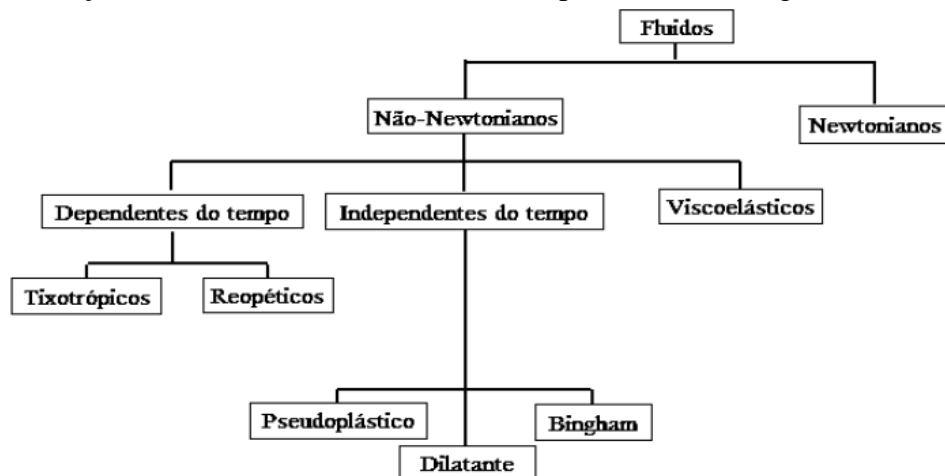 Fluidos
Não-Newtonianos
Newtonianos
Dependentes do tempo
Independentes do tempo
Viscoelásticos
Tixotrópicos
Reopéticos
Pseudoplástico
Bingham
Dilatante